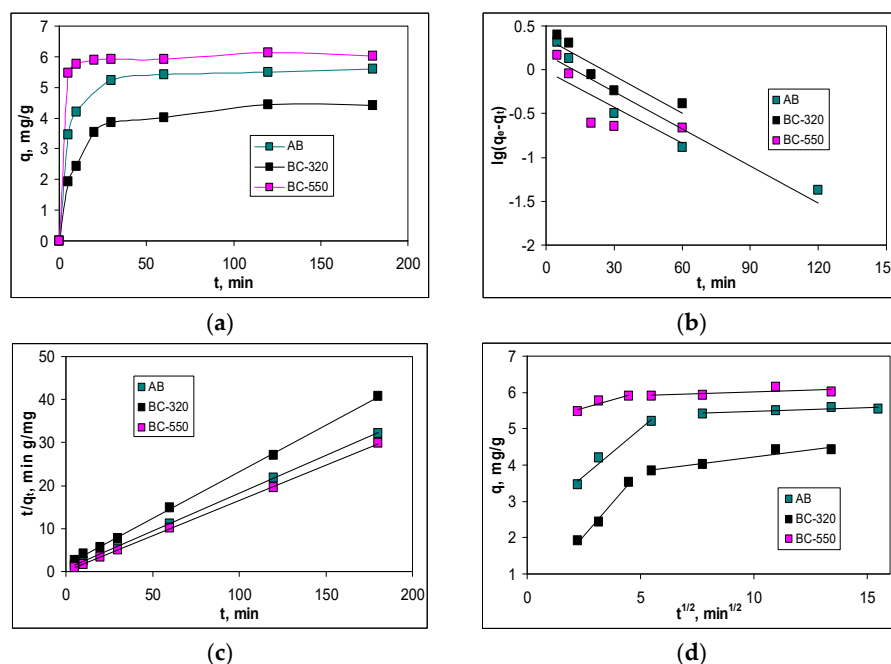 7
6
5
4
3
2
1
0
q, mg/g
AB
BC-320
BC-550
0 50 100 150 200
t, min
(a)
1
0.5
0
-0.5
-1
-1.5
-2
lg(qₑ-qₜ)
AB
BC-320
BC-550
0 30 60 90 120 15
t, min
(b)
50
40
30
20
10
0
t/qₜ, min g/mg
AB
BC-320
BC-550
0 50 100 150 200
t, min
(c)
7
6
5
4
3
2
1
q, mg/g
AB
BC-320
BC-550
0 5 10 15
t¹/², min¹/²
(d)